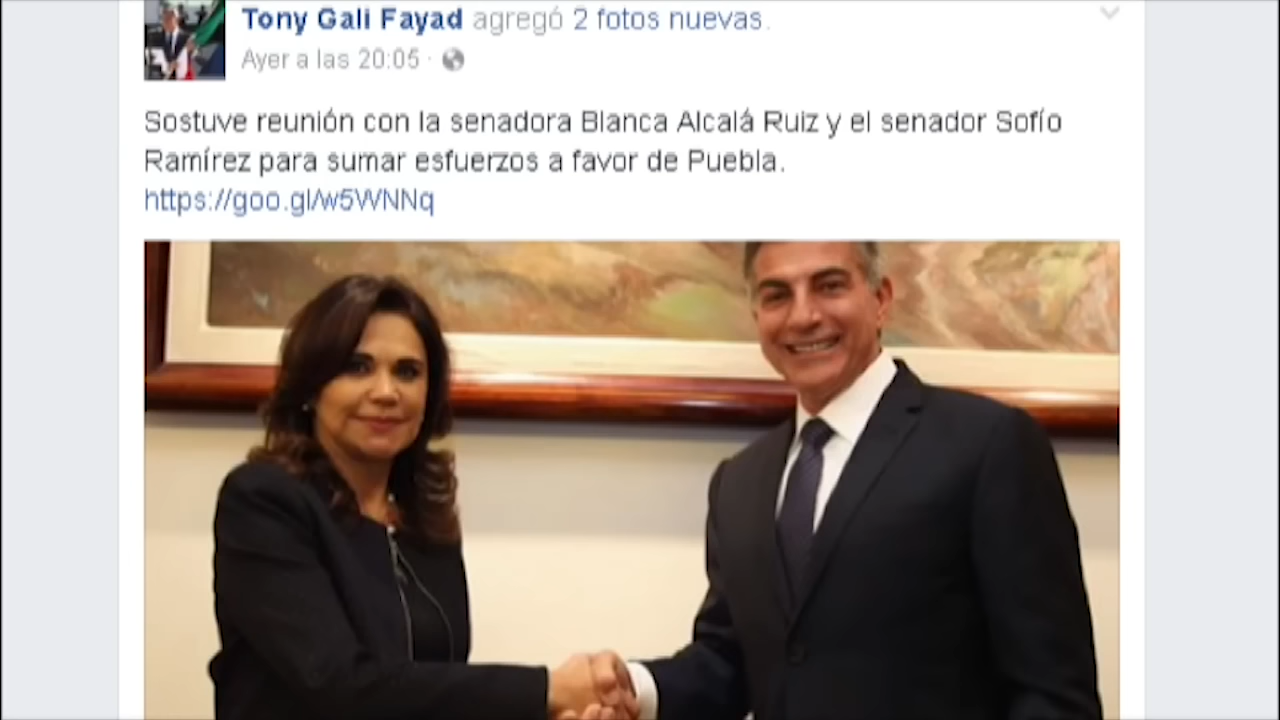 Tony Gali Fayad agregó 2 fotos nuevas.
Ayer a las 20:05 ·
Sostuve reunión con la senadora Blanca Alcalá Ruiz y el senador Sofío
Ramírez para sumar esfuerzos a favor de Puebla.
https://goo.gl/w5WNNq